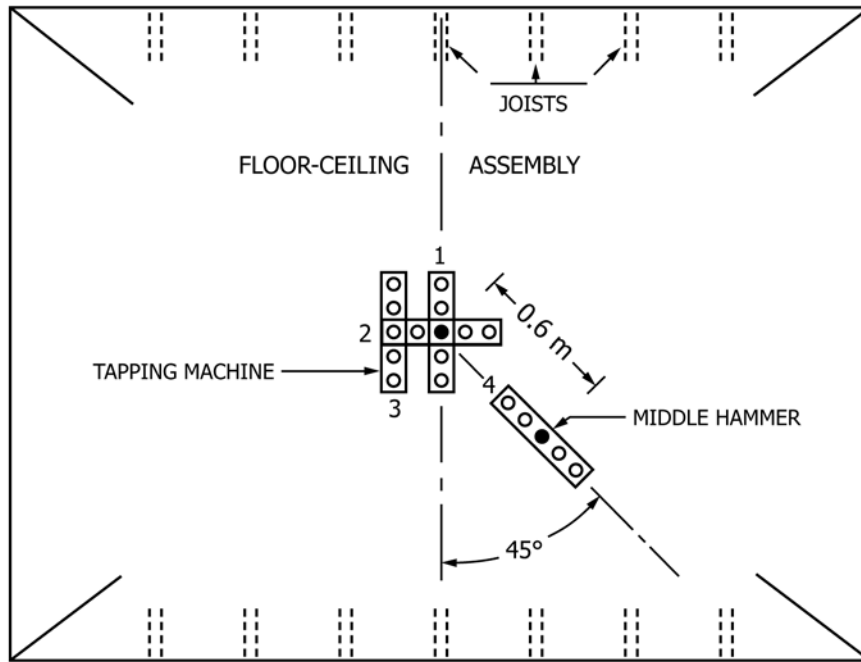 JOISTS
FLOOR-CEILING ASSEMBLY
1
0.6 m
2
TAPPING MACHINE
4
3
MIDDLE HAMMER
45°